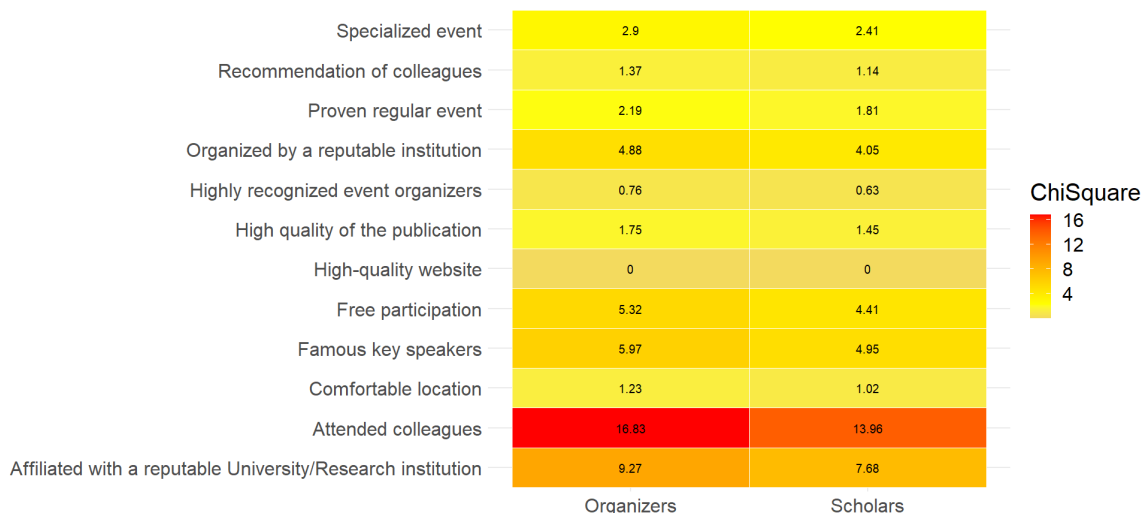 Specialized event 2.9 2.41
Recommendation of colleagues 1.37 1.14
Proven regular event 2.19 1.81
Organized by a reputable institution 4.88 4.05
Highly recognized event organizers 0.76 0.63
High quality of the publication 1.75 1.45
High-quality website 0 0
Free participation 5.32 4.41
Famous key speakers 5.97 4.95
Comfortable location 1.23 1.02
Attended colleagues 16.83 13.96
Affiliated with a reputable University/Research institution 9.27 7.68
Organizers Scholars
ChiSquare
16
12
8
4